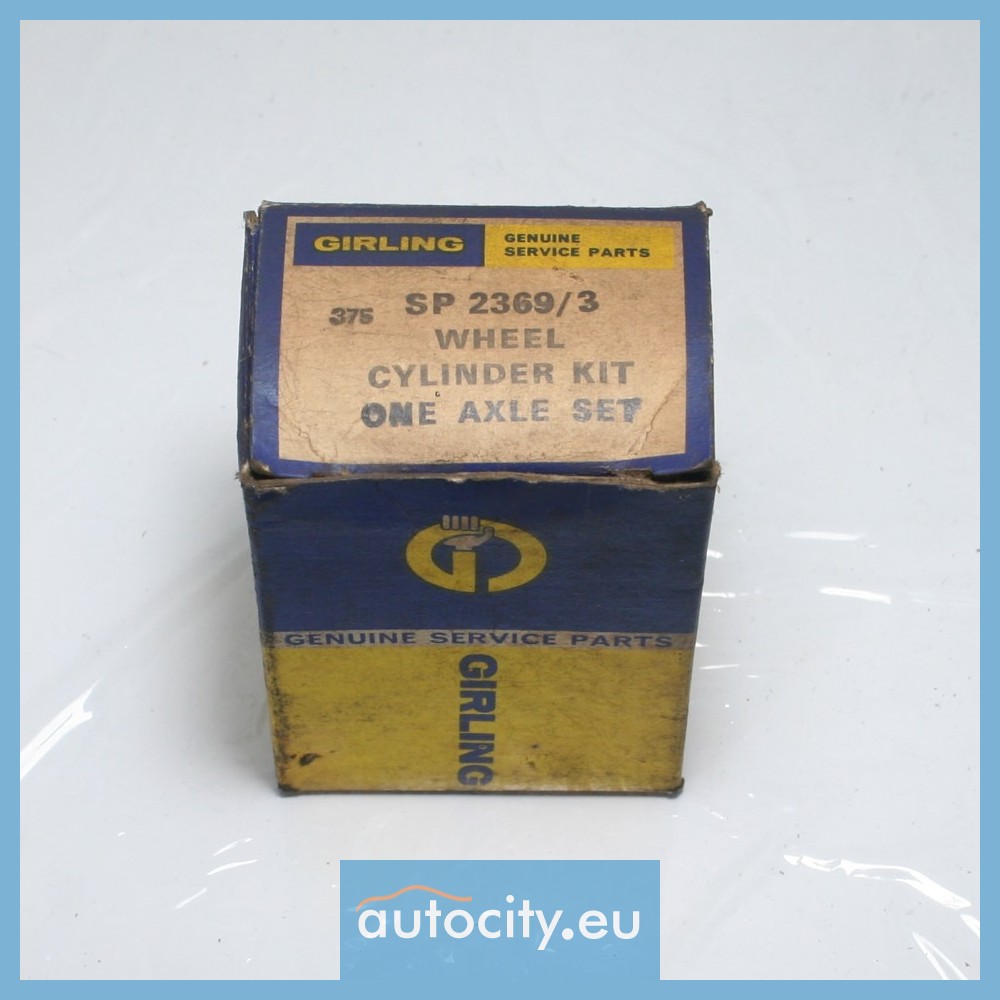 GIRLING
GENUINE
SERVICE PARTS
375 SP 2369/3
WHEEL
CYLINDER KIT
ONE AXLE SET
GENUINE SERVICE PARTS
GIRLING
autocity.eu